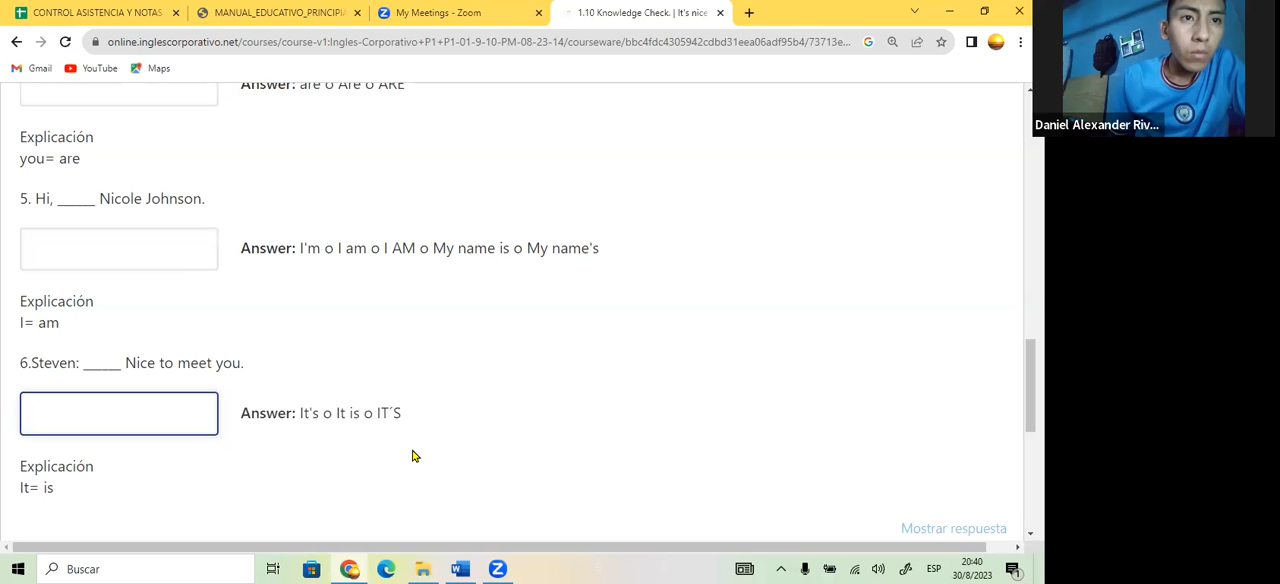 CONTROL ASISTENCIA Y NOTAS
MANUAL_EDUCATIVO_PRINCIPIA
My Meetings - Zoom
1.10 Knowledge Check. | It's nice
online.inglescorporativo.net/courses/course-v1:Ingles-Corporativo+P1+P1-01-9-10-PM-08-23-14/courseware/bbc4fdc4305942cdbd31eea06adf95b4/73713e...
Gmail YouTube Maps
Answer: are o Are o ARE
Explicación
you= are
5. Hi, _____ Nicole Johnson.
Answer: I'm o I am o I AM o My name is o My name's
Explicación
I= am
6.Steven: _____ Nice to meet you.
Answer: It's o It is o IT´S
Explicación
It= is
Mostrar respuesta
Daniel Alexander Riv...
Buscar
ESP
20:40
30/8/2023